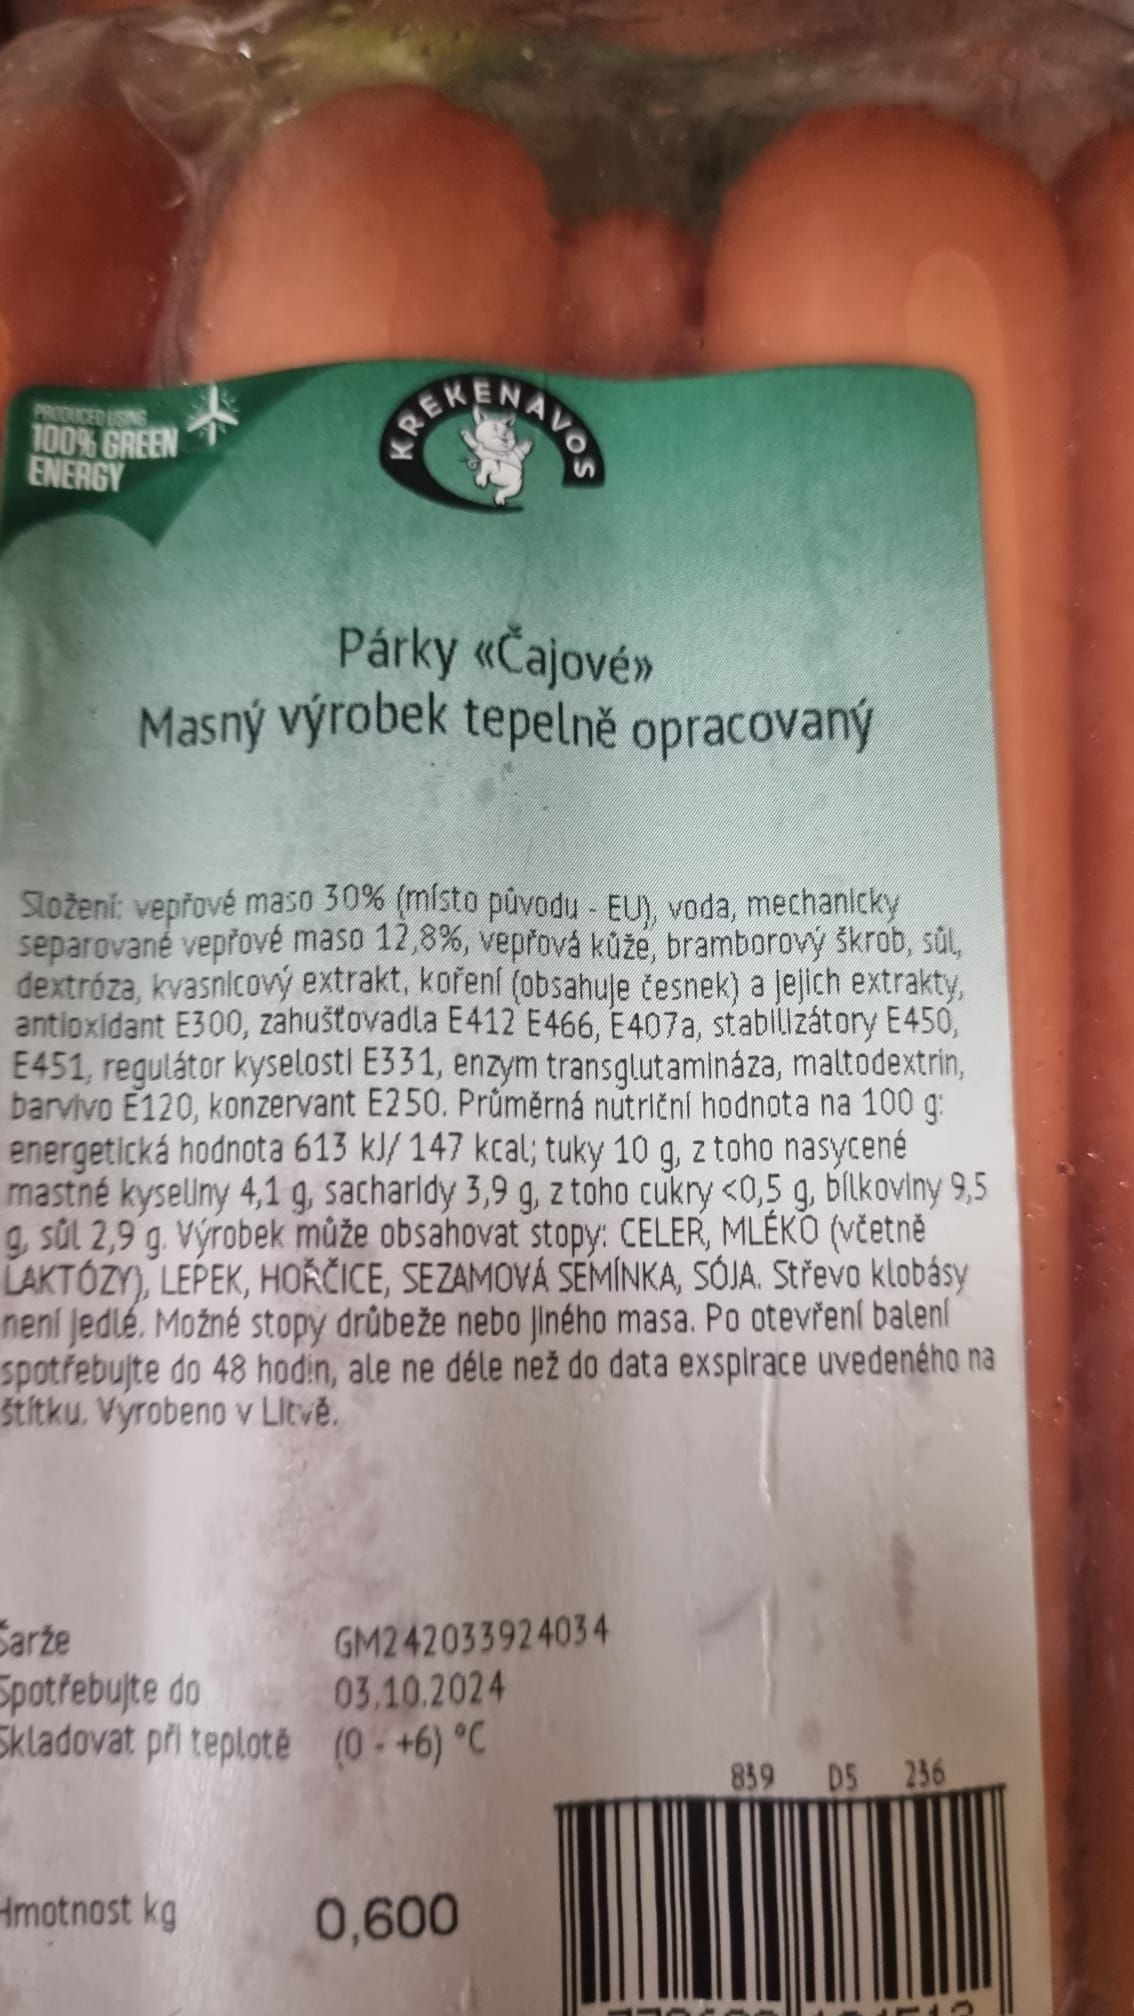 PRODUCED USING
100% GREEN
ENERGY
KREKENAVOS
Párky «Čajové»
Masný výrobek tepelně opracovaný
Složení: vepřové maso 30% (místo původu - EU), voda, mechanicky
separované vepřové maso 12,8%, vepřová kůže, bramborový škrob, sůl,
dextróza, kvasnicový extrakt, koření (obsahuje česnek) a jejich extrakty,
antioxidant E300, zahušťovadla E412 E466, E407a, stabilizátory E450,
E451, regulátor kyselosti E331, enzym transglutamináza, maltodextrin,
barvivo E120, konzervant E250. Průměrná nutriční hodnota na 100 g:
energetická hodnota 613 kJ/ 147 kcal; tuky 10 g, z toho nasycené
mastné kyseliny 4,1 g, sacharidy 3,9 g, z toho cukry <0,5 g, bílkoviny 9,5
g, sůl 2,9 g. Výrobek může obsahovat stopy: CELER, MLÉKO (včetně
LAKTÓZY), LEPEK, HOŘČICE, SEZAMOVÁ SEMÍNKA, SÓJA. Střevo klobásy
není jedlé. Možné stopy drůbeže nebo jiného masa. Po otevření balení
spotřebujte do 48 hodin, ale ne déle než do data exspirace uvedeného na
štítku. Vyrobeno v Litvě.
Šarže GM242033924034
Spotřebujte do 03.10.2024
Skladovat při teplotě (0 - +6) °C
839 D5 236
Hmotnost kg 0,600